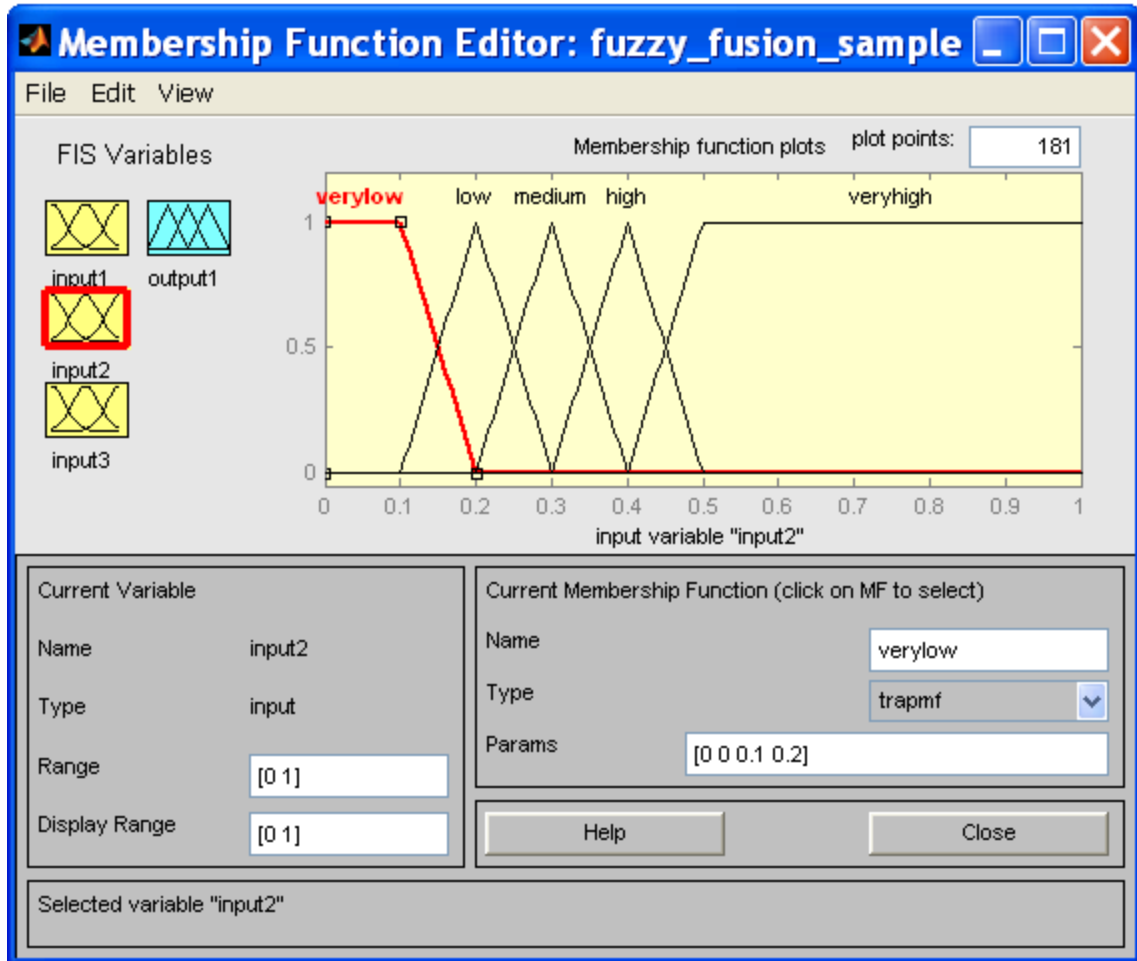 Membership Function Editor: fuzzy_fusion_sample
File Edit View
FIS Variables
Membership function plots plot points: 181
verylow low medium high veryhigh
1
0.5
0
0 0.1 0.2 0.3 0.4 0.5 0.6 0.7 0.8 0.9 1
input variable "input2"
input1 output1
input2
input3
Current Variable
Name input2
Type input
Range [0 1]
Display Range [0 1]
Current Membership Function (click on MF to select)
Name verylow
Type trapmf
Params [0 0 0.1 0.2]
Help Close
Selected variable "input2"